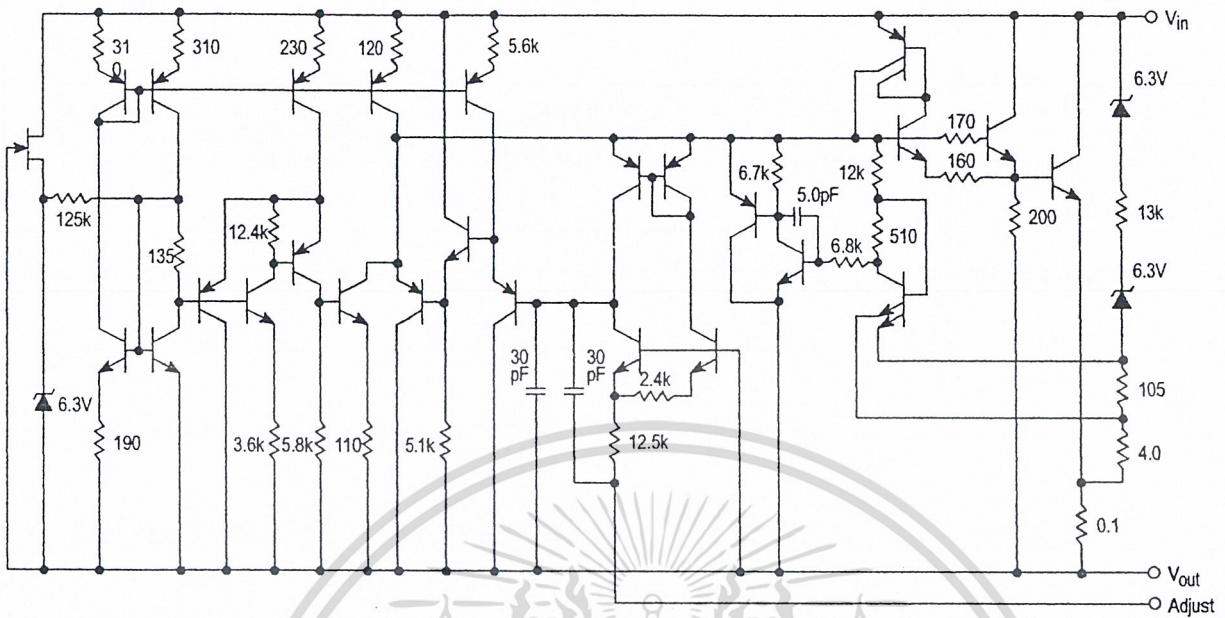 31
0
310
230
120
5.6k
V_in
6.3V
170
160
6.7k
12k
5.0pF
125k
12.4k
510
6.8k
200
13k
135
6.3V
30
pF
30
pF
2.4k
105
6.3V
190
3.6k
5.8k
110
5.1k
12.5k
4.0
0.1
V_out
Adjust